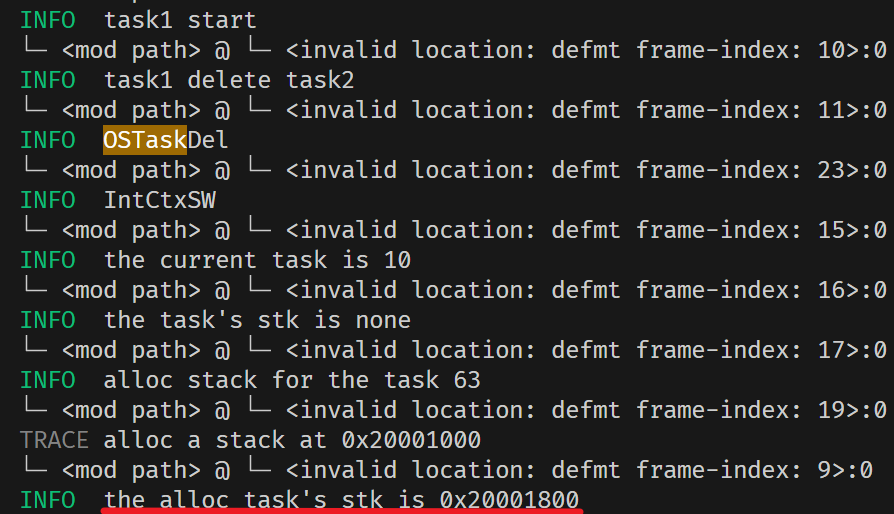 INFO  task1 start
└─ <mod path> @ └─ <invalid location: defmt frame-index: 10>:0
INFO  task1 delete task2
└─ <mod path> @ └─ <invalid location: defmt frame-index: 11>:0
INFO  OSTaskDel
└─ <mod path> @ └─ <invalid location: defmt frame-index: 23>:0
INFO  IntCtxSW
└─ <mod path> @ └─ <invalid location: defmt frame-index: 15>:0
INFO  the current task is 10
└─ <mod path> @ └─ <invalid location: defmt frame-index: 16>:0
INFO  the task's stk is none
└─ <mod path> @ └─ <invalid location: defmt frame-index: 17>:0
INFO  alloc stack for the task 63
└─ <mod path> @ └─ <invalid location: defmt frame-index: 19>:0
TRACE alloc a stack at 0x20001000
└─ <mod path> @ └─ <invalid location: defmt frame-index: 9>:0
INFO  the alloc task's stk is 0x20001800